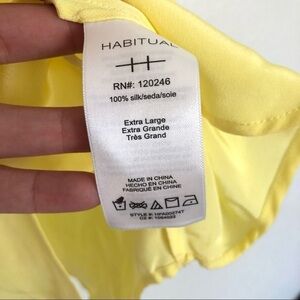 HABITUAL
RN#: 120246
100% silk/seda/soie
Extra Large
Extra Grande
Très Grand
MADE IN CHINA
HECHO EN CHINA
FABRIQUÉ EN CHINE
STYLE #: